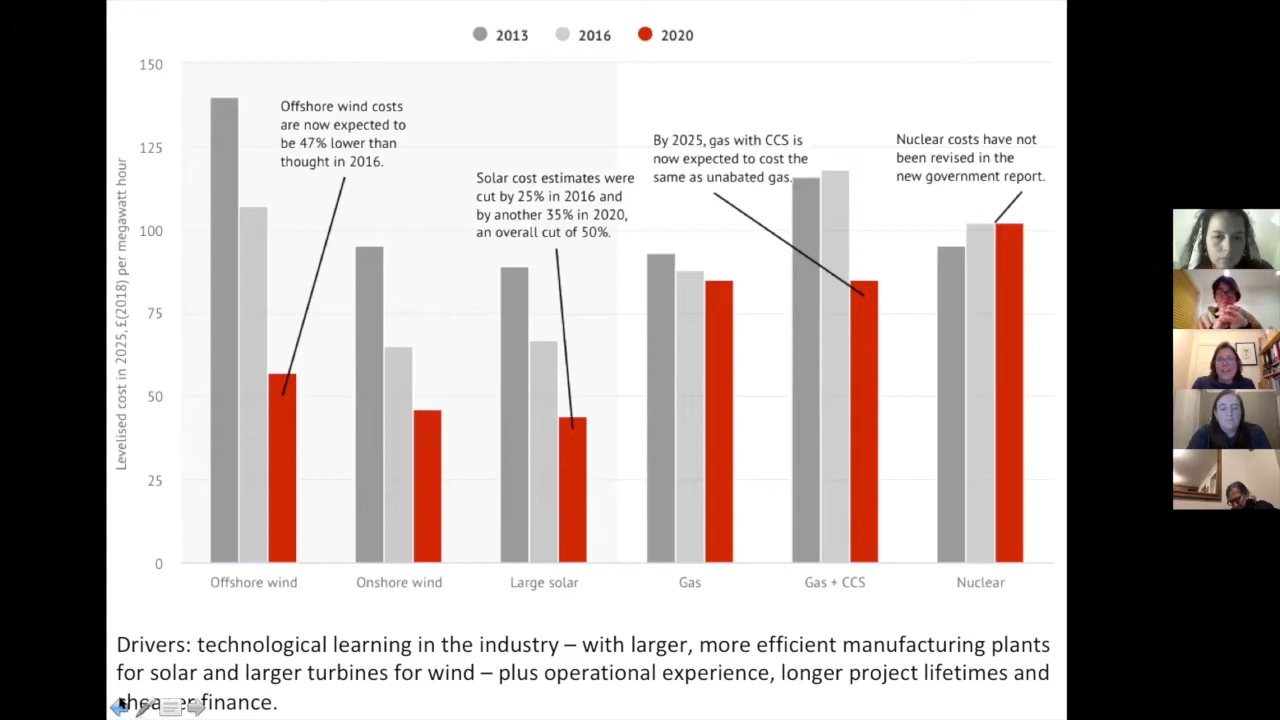 2013 2016 2020
150
125
100
75
50
25
0
Levelised cost in 2025, £(2018) per megawatt hour
Offshore wind costs
are now expected to
be 47% lower than
thought in 2016.
Solar cost estimates were
cut by 25% in 2016 and
by another 35% in 2020,
an overall cut of 50%.
By 2025, gas with CCS is
now expected to cost the
same as unabated gas.
Nuclear costs have not
been revised in the
new government report.
Offshore wind Onshore wind Large solar Gas Gas + CCS Nuclear
Drivers: technological learning in the industry – with larger, more efficient manufacturing plants
for solar and larger turbines for wind – plus operational experience, longer project lifetimes and
finance.